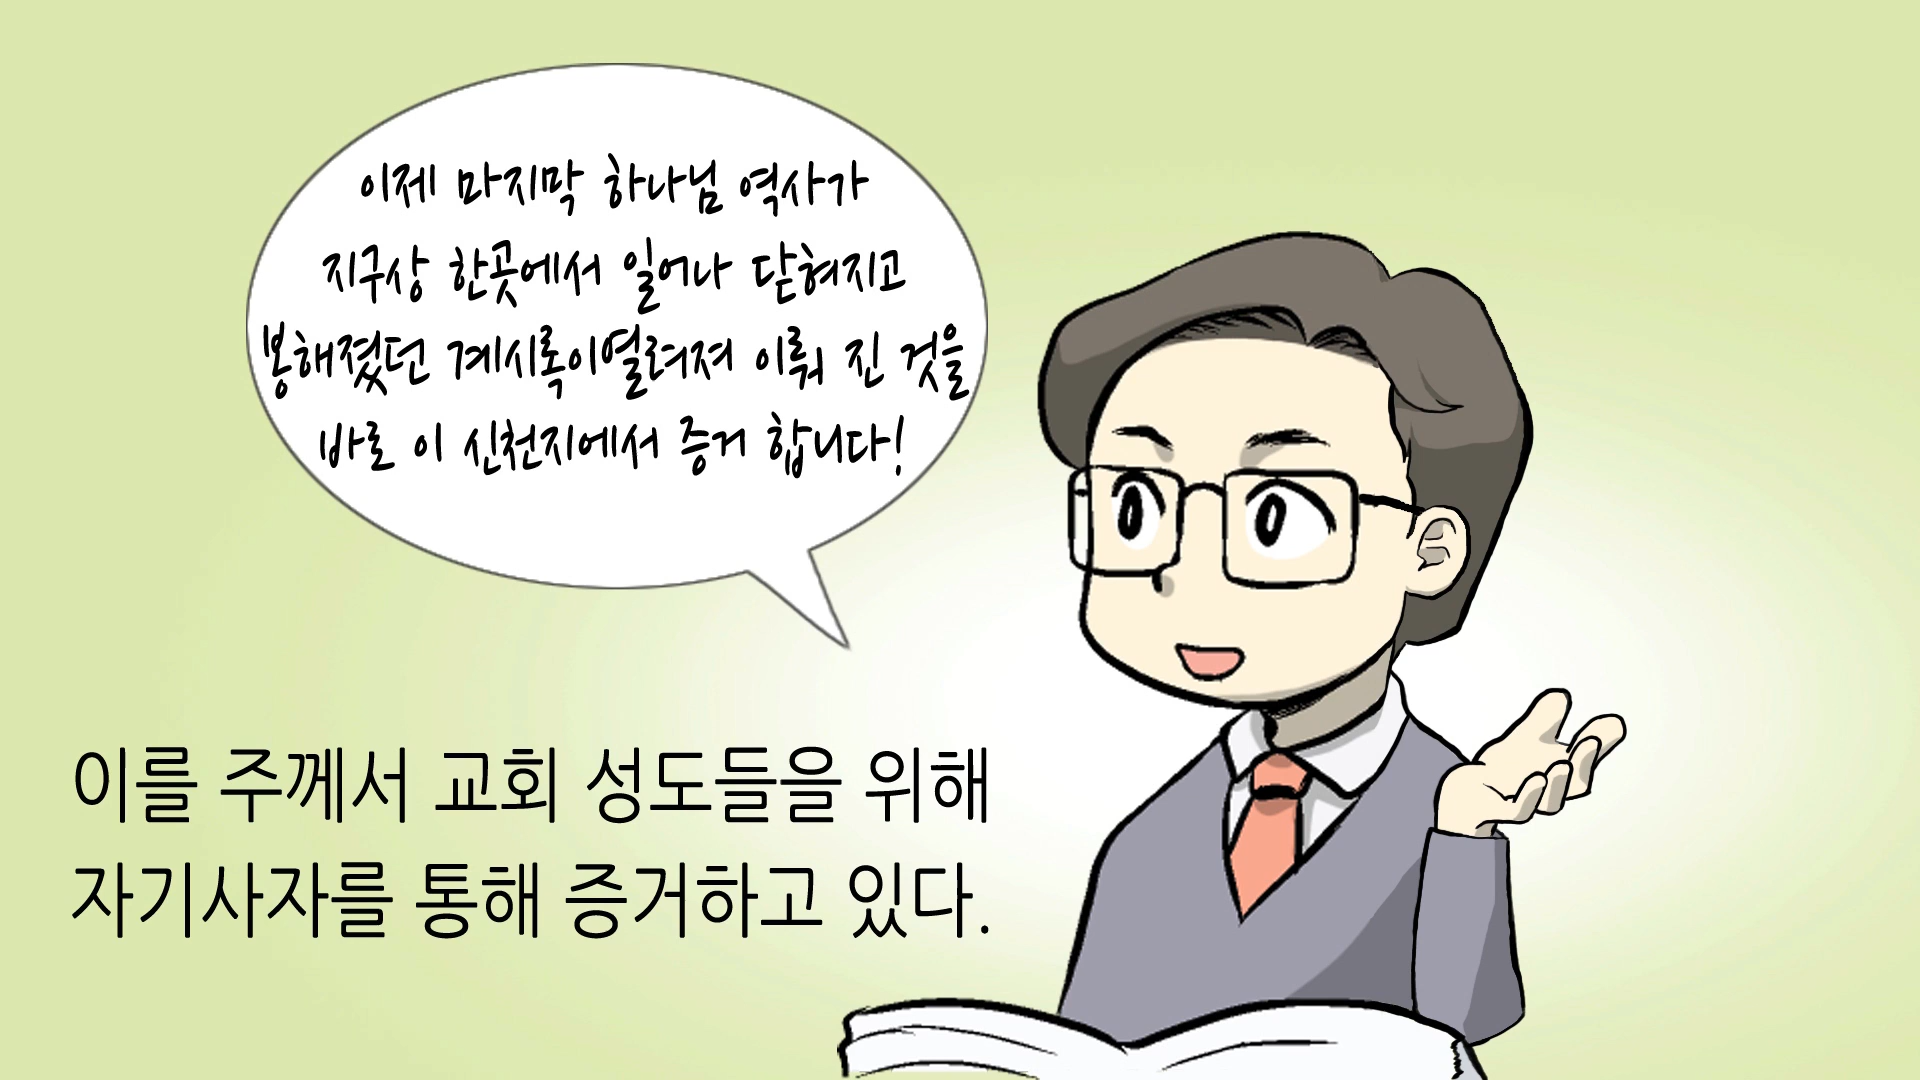 이제 마지막 하나님 역사가
지구상 한곳에서 일어나 닫혀지고
봉해졌던 계시록이열려져 이뤄 진 것을
바로 이 신천지에서 증거 합니다!
이를 주께서 교회 성도들을 위해
자기사자를 통해 증거하고 있다.